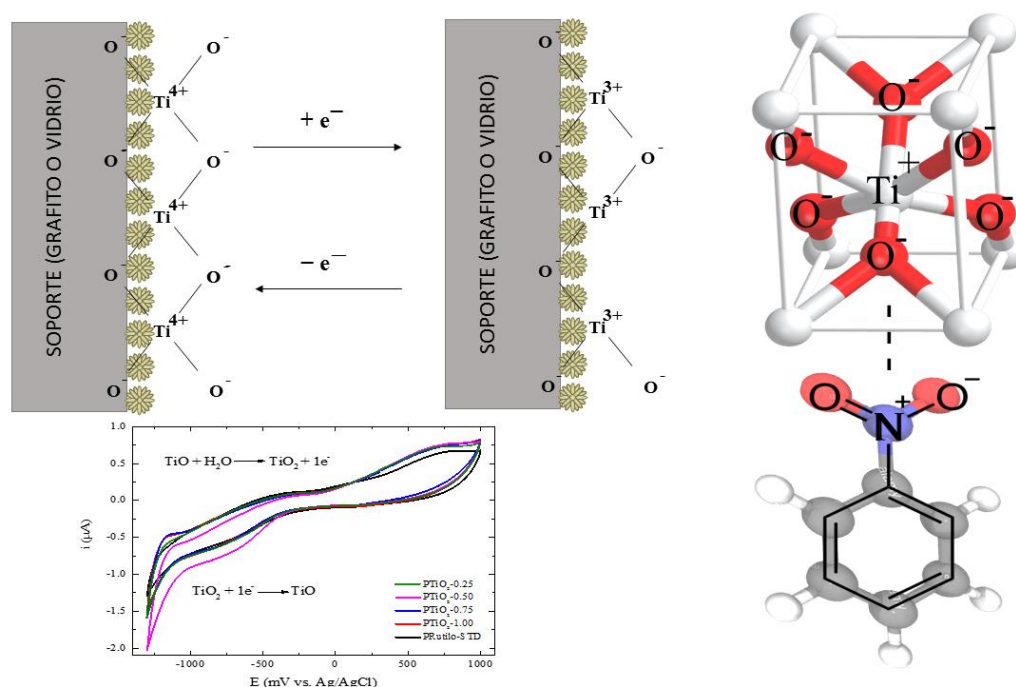 SOPORTE (GRAFITO O VIDRIO)
O⁻
O⁻
Ti⁴⁺
O⁻
O⁻
Ti⁴⁺
O⁻
O⁻
Ti⁴⁺
O⁻
O⁻
+ e⁻
− e⁻
SOPORTE (GRAFITO O VIDRIO)
O⁻
Ti³⁺
O⁻
O⁻
Ti³⁺
O⁻
Ti³⁺
O⁻
O⁻
O⁻
O⁻
O⁻
Ti⁺
O⁻
O⁻
O⁻
O
N⁺
O⁻
1.0
0.5
0.0
-0.5
-1.0
-1.5
-2.0
i (µA)
TiO + H₂O ⟶ TiO₂ + 1e⁻
TiO₂ + 1e⁻ ⟶ TiO
PTiO₂-0.25
PTiO₂-0.50
PTiO₂-0.75
PTiO₂-1.00
PRutilo-STD
-1000
-500
0
500
1000
E (mV vs. Ag/AgCl)